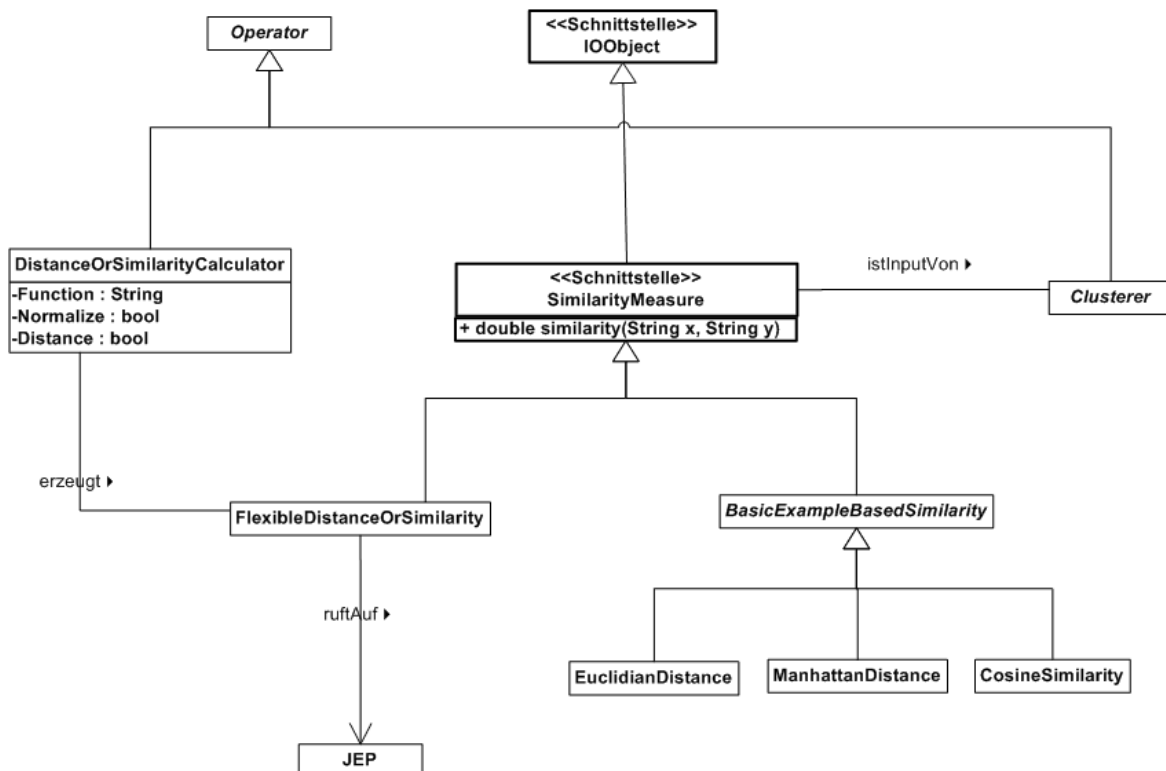 Operator
<<Schnittstelle>>
IOObject
DistanceOrSimilarityCalculator
-Function : String
-Normalize : bool
-Distance : bool
<<Schnittstelle>>
SimilarityMeasure
+ double similarity(String x, String y)
istInputVon
Clusterer
erzeugt
FlexibleDistanceOrSimilarity
BasicExampleBasedSimilarity
ruftAuf
EuclidianDistance
ManhattanDistance
CosineSimilarity
JEP